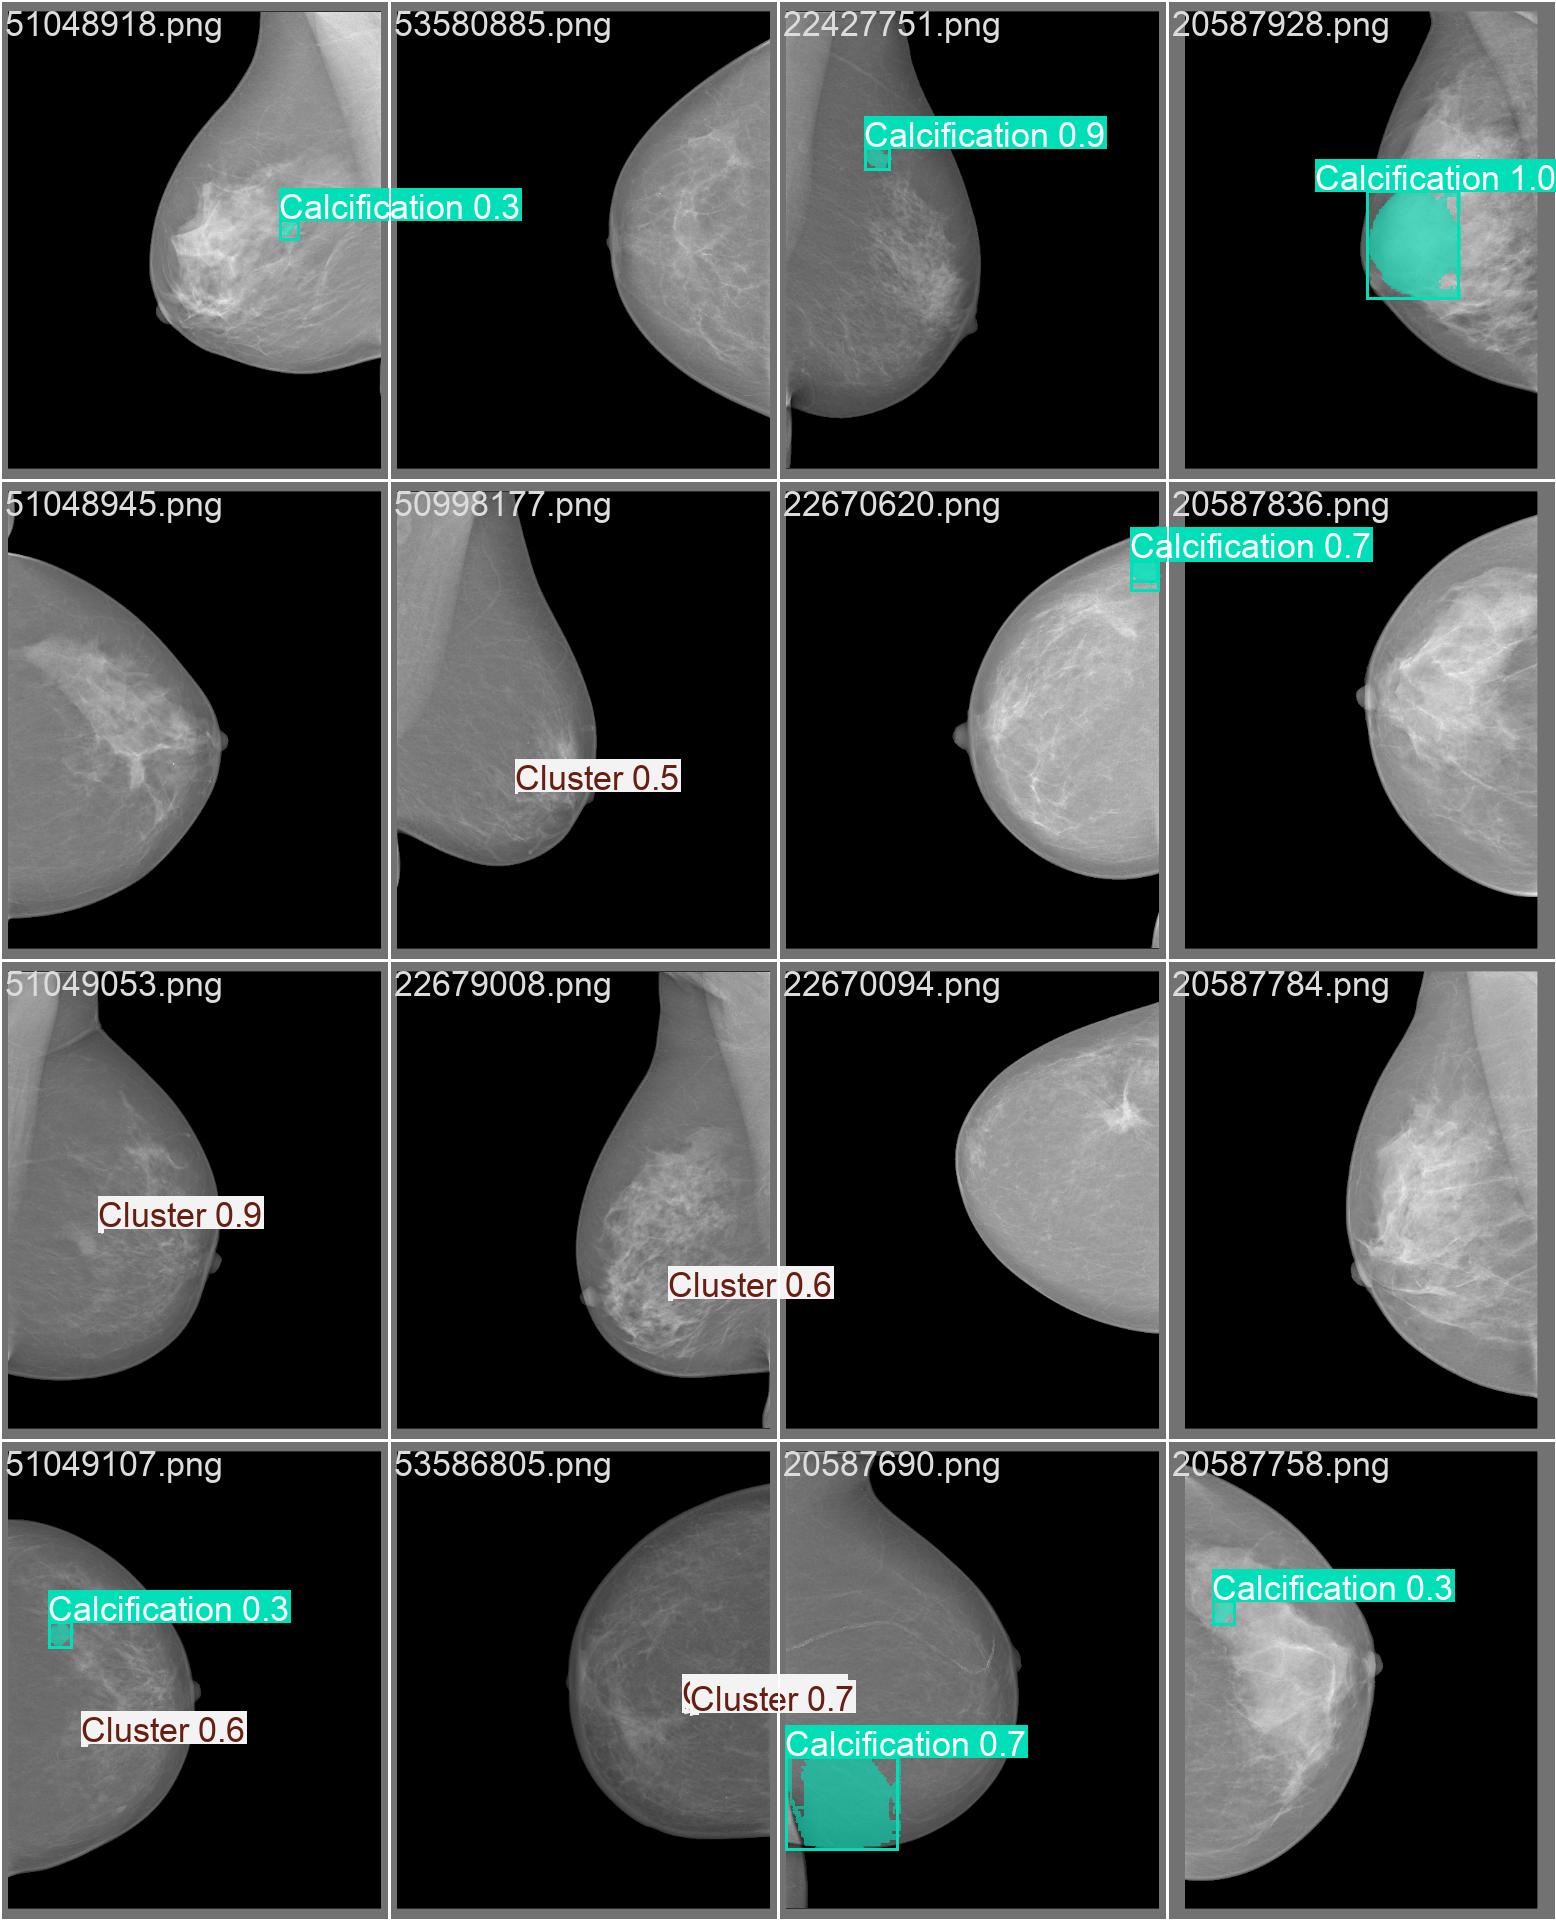 51048918.png
53580885.png
22427751.png
20587928.png
Calcification 0.9
Calcification 1.0
Calcification 0.3
51048945.png
50998177.png
22670620.png
20587836.png
Calcification 0.7
Cluster 0.5
51049053.png
22679008.png
22670094.png
20587784.png
Cluster 0.9
Cluster 0.6
51049107.png
53586805.png
20587690.png
20587758.png
Calcification 0.3
Calcification 0.3
Cluster 0.7
Cluster 0.6
Calcification 0.7